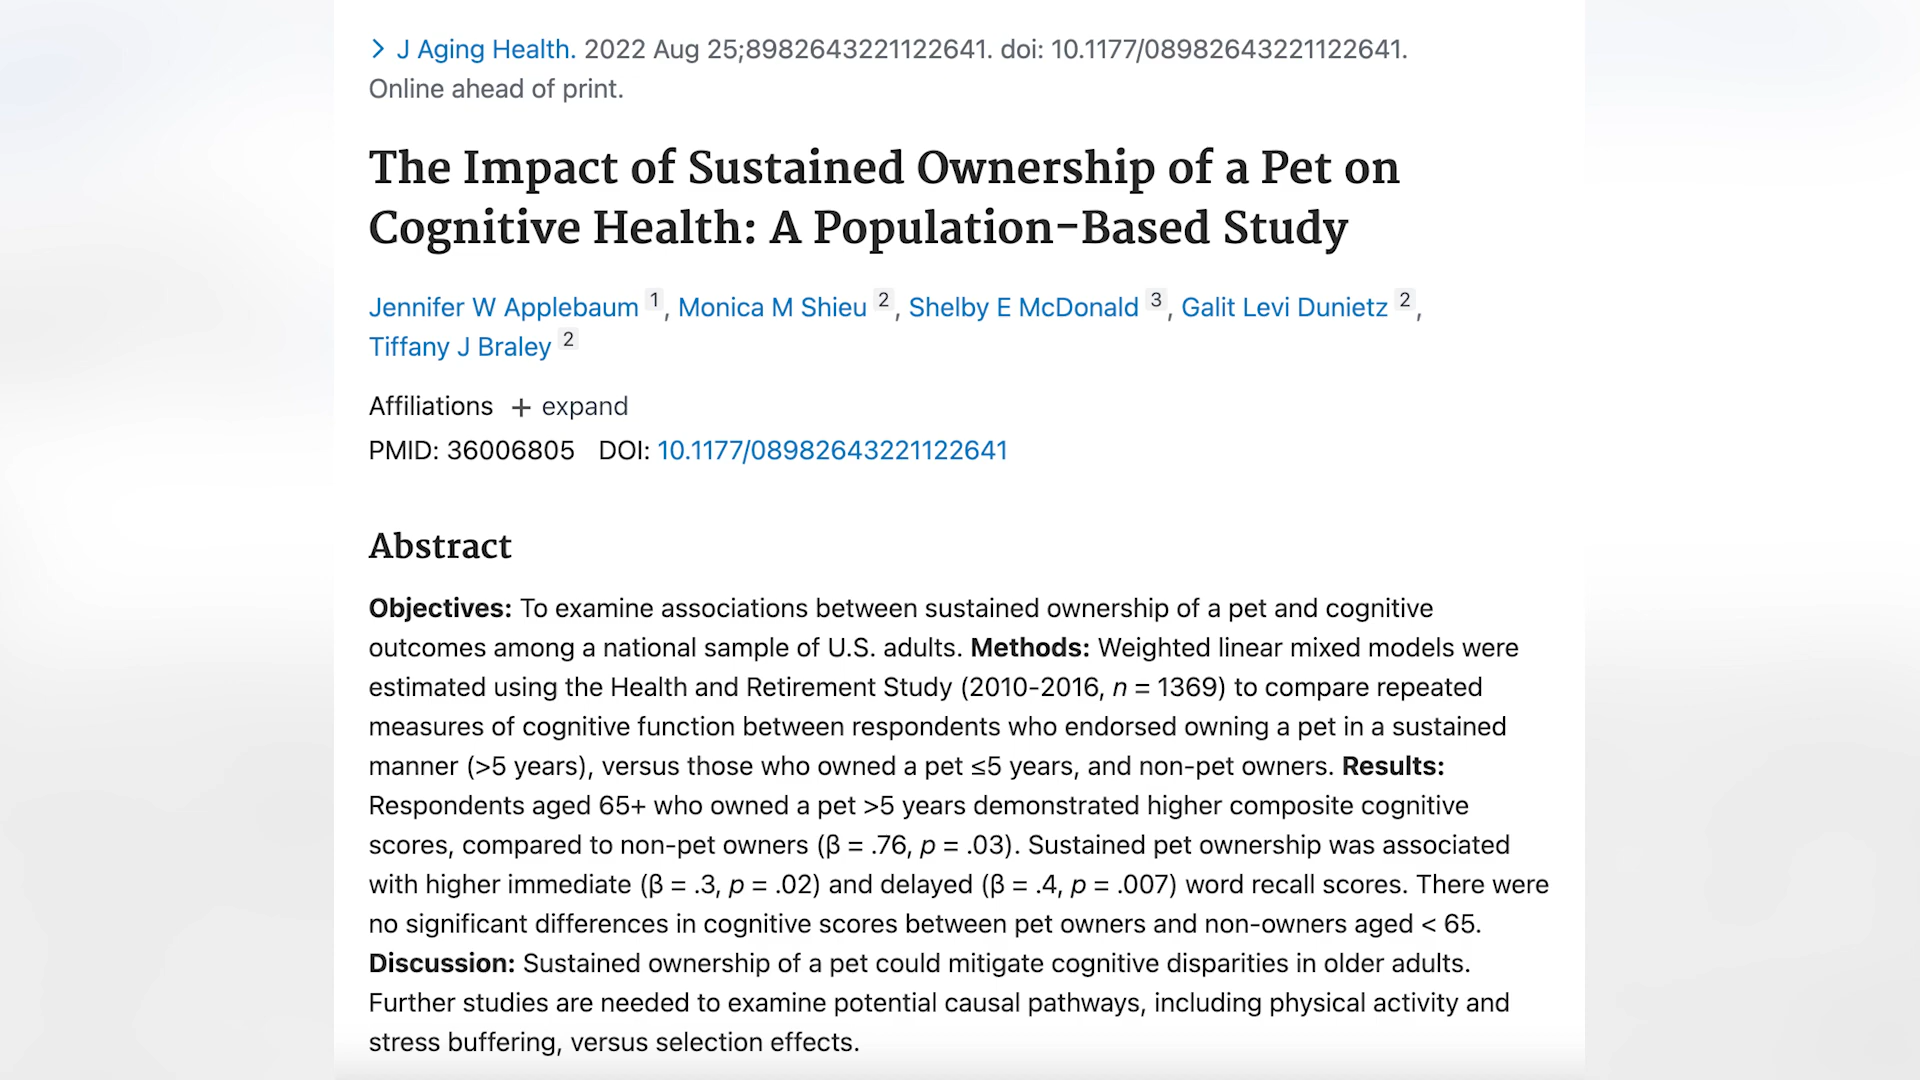 > J Aging Health. 2022 Aug 25;8982643221122641. doi: 10.1177/08982643221122641.
Online ahead of print.
The Impact of Sustained Ownership of a Pet on
Cognitive Health: A Population-Based Study
Jennifer W Applebaum 1, Monica M Shieu 2, Shelby E McDonald 3, Galit Levi Dunietz 2,
Tiffany J Braley 2
Affiliations + expand
PMID: 36006805 DOI: 10.1177/08982643221122641
Abstract
Objectives: To examine associations between sustained ownership of a pet and cognitive
outcomes among a national sample of U.S. adults. Methods: Weighted linear mixed models were
estimated using the Health and Retirement Study (2010-2016, n = 1369) to compare repeated
measures of cognitive function between respondents who endorsed owning a pet in a sustained
manner (>5 years), versus those who owned a pet ≤5 years, and non-pet owners. Results:
Respondents aged 65+ who owned a pet >5 years demonstrated higher composite cognitive
scores, compared to non-pet owners (β = .76, p = .03). Sustained pet ownership was associated
with higher immediate (β = .3, p = .02) and delayed (β = .4, p = .007) word recall scores. There were
no significant differences in cognitive scores between pet owners and non-owners aged < 65.
Discussion: Sustained ownership of a pet could mitigate cognitive disparities in older adults.
Further studies are needed to examine potential causal pathways, including physical activity and
stress buffering, versus selection effects.